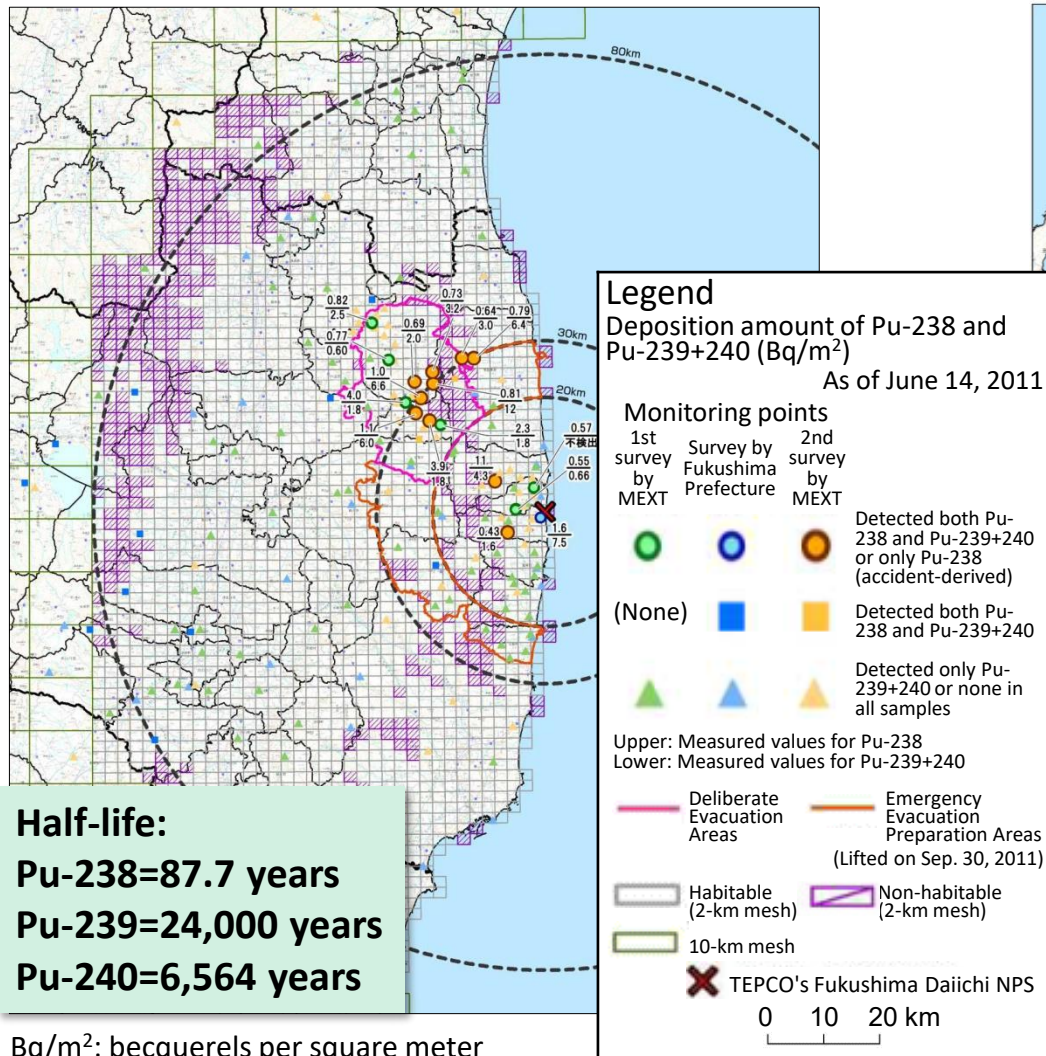 80km
0.82
2.5
0.73
3.2
0.64
3.0
0.79
6.4
0.69
2.0
0.77
0.60
30km
1.0
6.6
20km
4.0
1.8
0.81
12
1.1
6.0
2.3
1.8
0.57
不検出
3.9
1.8
11
4.3
0.55
0.66
0.43
1.6
1.6
7.5
Legend
Deposition amount of Pu-238 and
Pu-239+240 (Bq/m²)
As of June 14, 2011
Monitoring points
1st
survey
by
MEXT
Survey by
Fukushima
Prefecture
2nd
survey
by
MEXT
Detected both Pu-
238 and Pu-239+240
or only Pu-238
(accident-derived)
(None)
Detected both Pu-
238 and Pu-239+240
Detected only Pu-
239+240 or none in
all samples
Upper: Measured values for Pu-238
Lower: Measured values for Pu-239+240
Deliberate
Evacuation
Areas
Emergency
Evacuation
Preparation Areas
(Lifted on Sep. 30, 2011)
Habitable
(2-km mesh)
Non-habitable
(2-km mesh)
10-km mesh
TEPCO's Fukushima Daiichi NPS
0 10 20 km
Half-life:
Pu-238=87.7 years
Pu-239=24,000 years
Pu-240=6,564 years
Bq/m²: becquerels per square meter